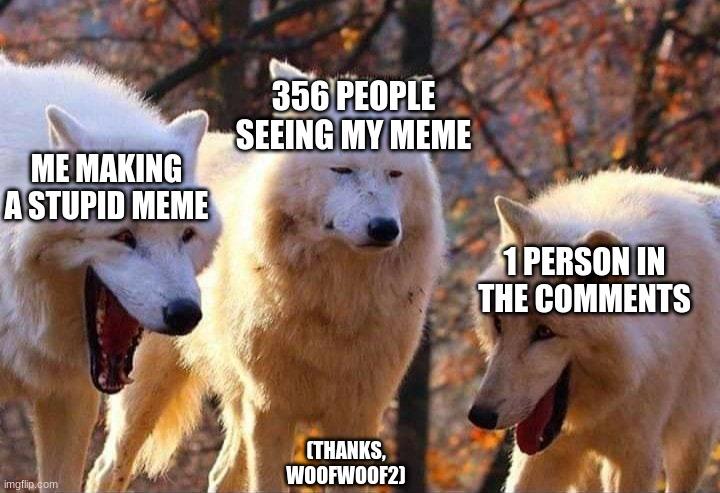 ME MAKING
A STUPID MEME
356 PEOPLE
SEEING MY MEME
1 PERSON IN
THE COMMENTS
(THANKS,
WOOFWOOF2)
imgflip.com